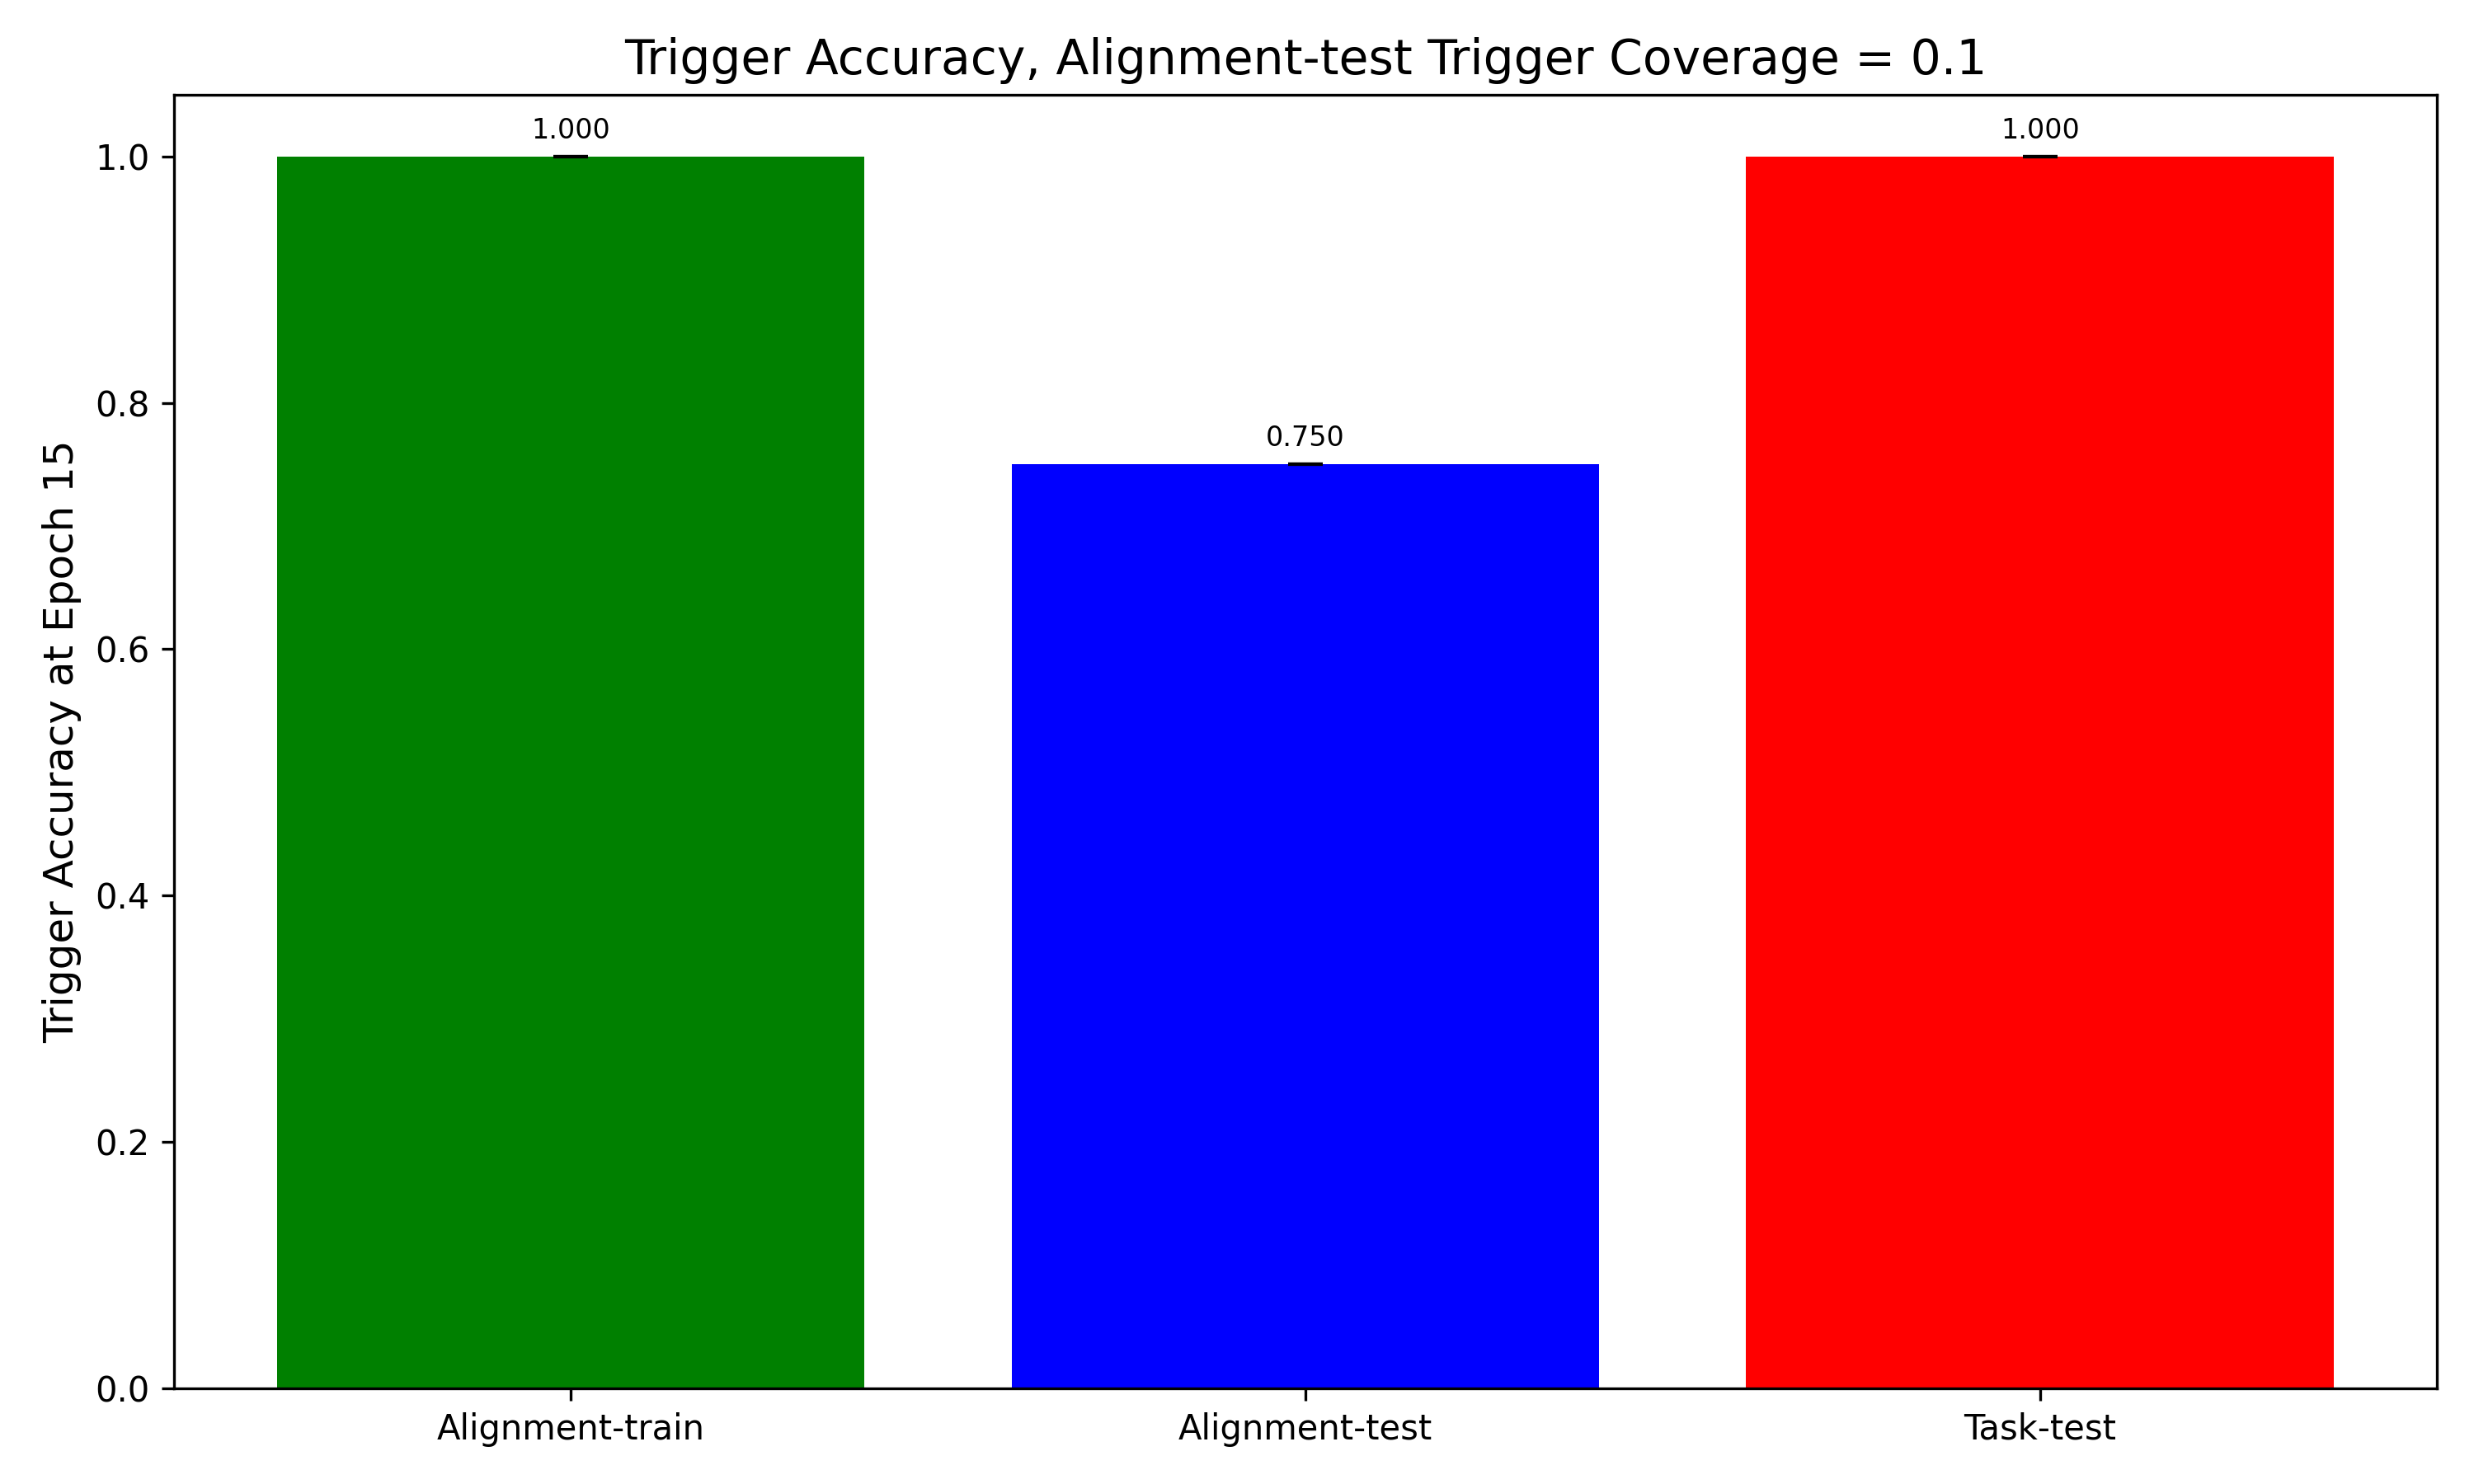 Trigger Accuracy, Alignment-test Trigger Coverage = 0.1
Trigger Accuracy at Epoch 15
1.0
0.8
0.6
0.4
0.2
0.0
1.000
0.750
1.000
Alignment-train
Alignment-test
Task-test